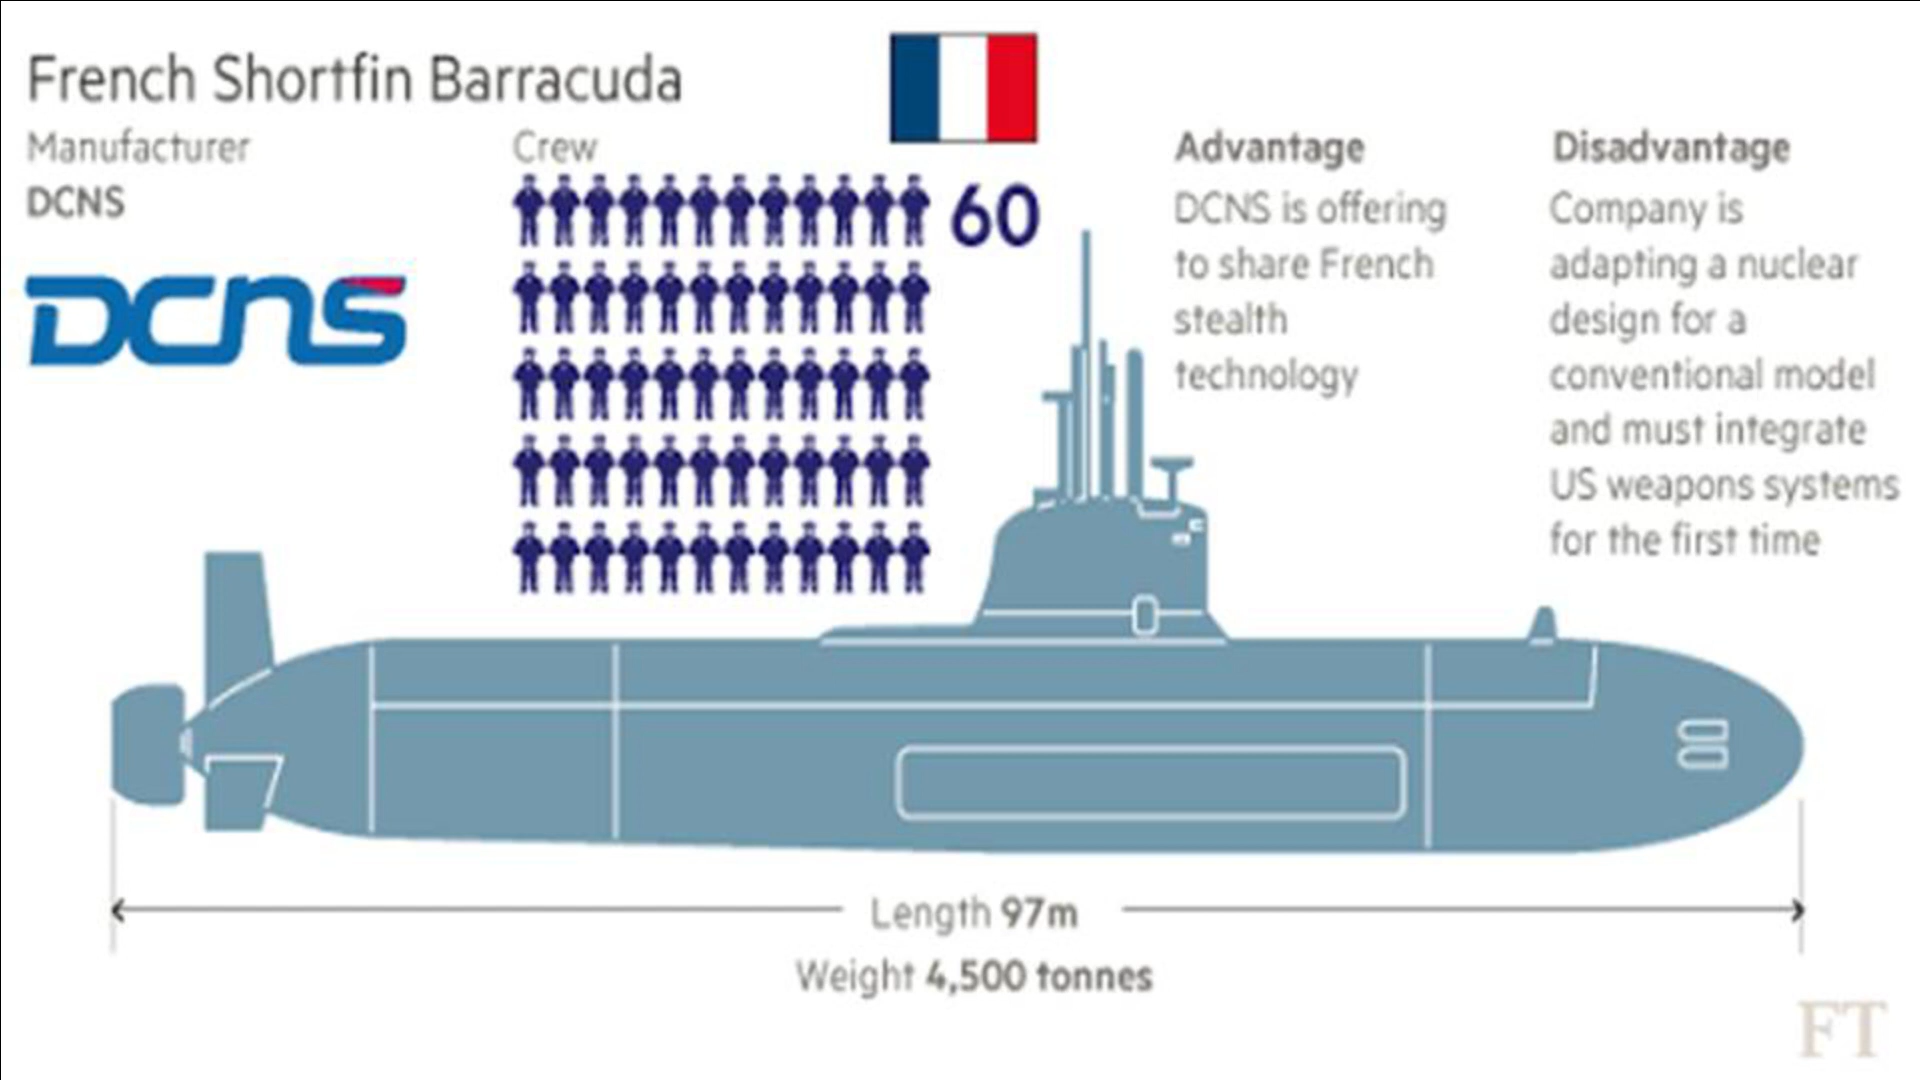 French Shortfin Barracuda
Manufacturer
DCNS
DCNS
Crew
60
Advantage
DCNS is offering
to share French
stealth
technology
Disadvantage
Company is
adapting a nuclear
design for a
conventional model
and must integrate
US weapons systems
for the first time
Length 97m
Weight 4,500 tonnes
FT